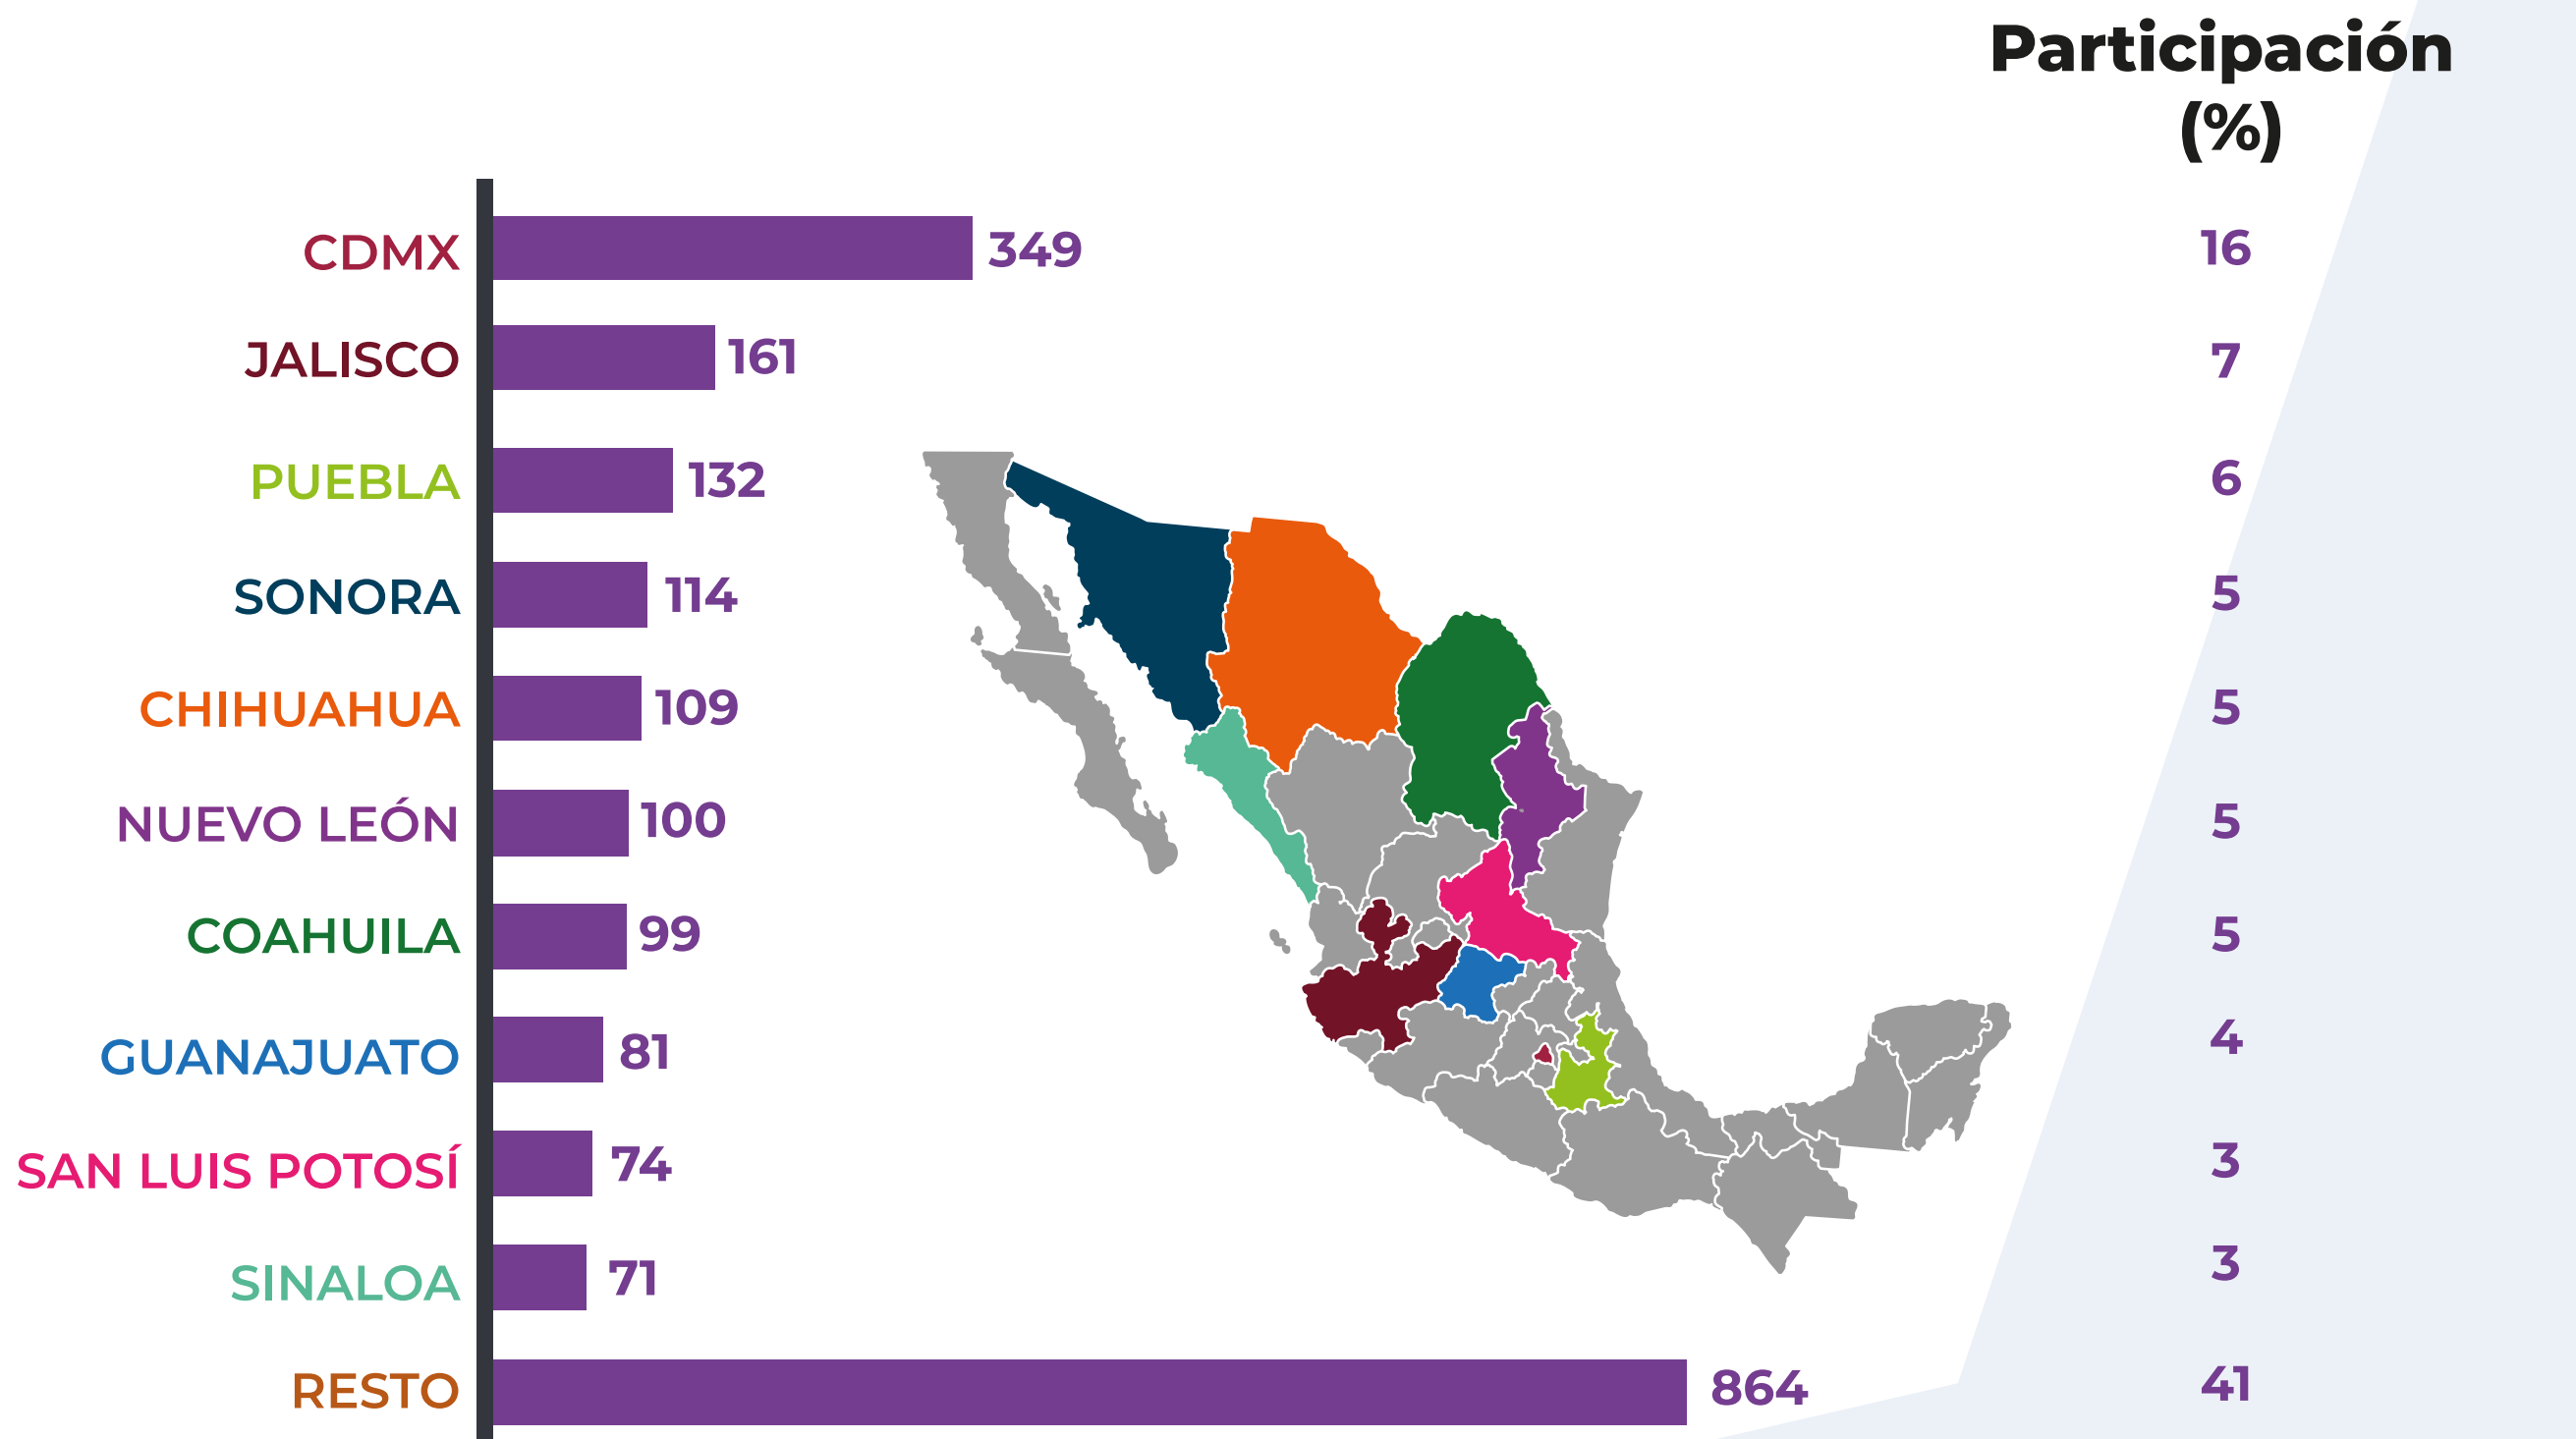 Participación
(%)
CDMX 349 16
JALISCO 161 7
PUEBLA 132 6
SONORA 114 5
CHIHUAHUA 109 5
NUEVO LEÓN 100 5
COAHUILA 99 5
GUANAJUATO 81 4
SAN LUIS POTOSÍ 74 3
SINALOA 71 3
RESTO 864 41